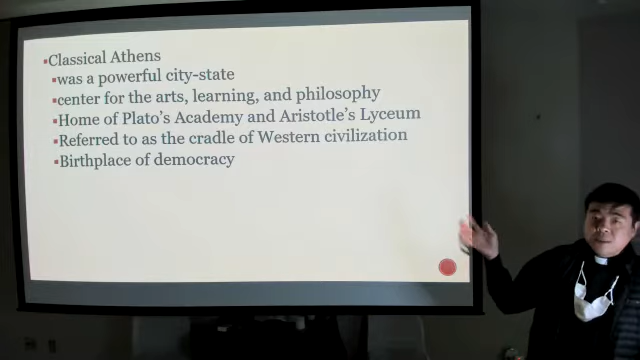 ▪Classical Athens
▪was a powerful city-state
▪center for the arts, learning, and philosophy
▪Home of Plato's Academy and Aristotle's Lyceum
▪Referred to as the cradle of Western civilization
▪Birthplace of democracy